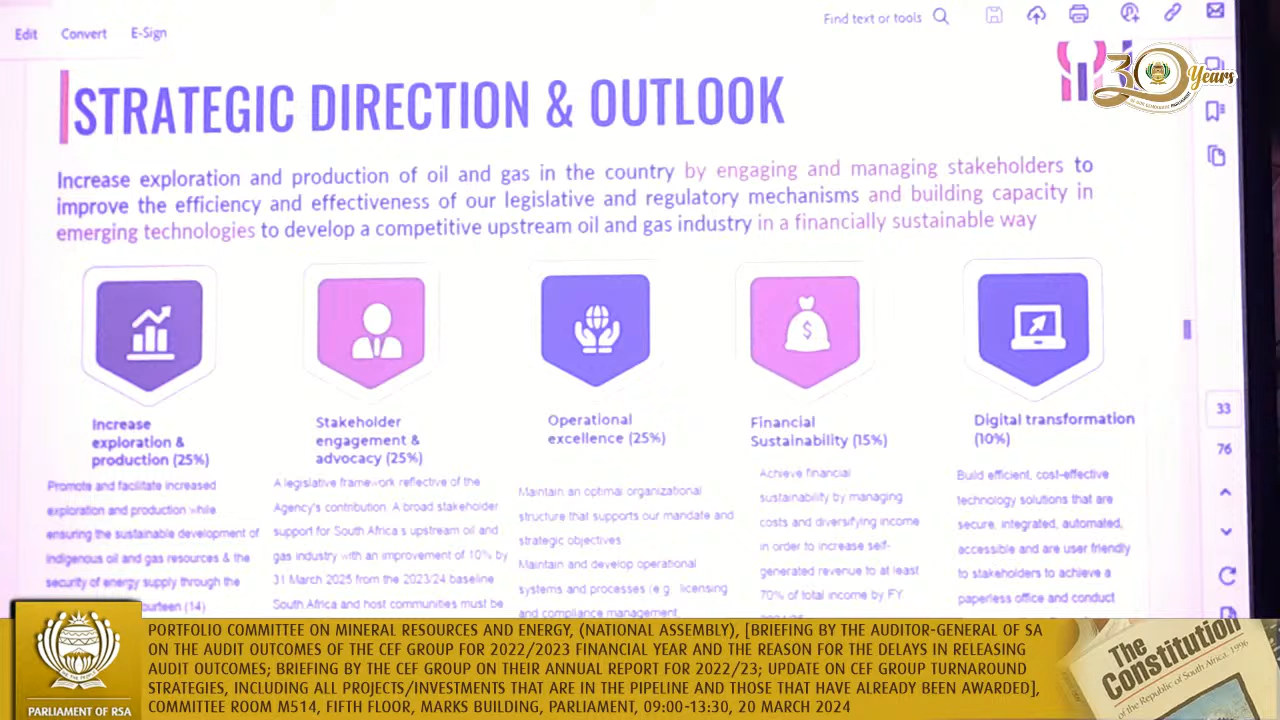 Edit Convert E-Sign
Find text or tools
STRATEGIC DIRECTION & OUTLOOK
30 Years
Increase exploration and production of oil and gas in the country by engaging and managing stakeholders to
improve the efficiency and effectiveness of our legislative and regulatory mechanisms and building capacity in
emerging technologies to develop a competitive upstream oil and gas industry in a financially sustainable way
Increase
exploration &
production (25%)
Promote and facilitate increased
exploration and production while
ensuring the sustainable development of
indigenous oil and gas resources & the
security of energy supply through the
(14)
Stakeholder
engagement &
advocacy (25%)
A legislative framework reflective of the
Agency's contribution. A broad stakeholder
support for South Africa s upstream oil and
gas industry with an improvement of 10% by
31 March 2025 from the 2023/24 baseline
South Africa and host communities must be
Operational
excellence (25%)
Maintain an optimal organizational
structure that supports our mandate and
strategic objectives
Maintain and develop operational
systems and processes (e g licensing
and compliance management
Financial
Sustainability (15%)
Achieve financial
sustainability by managing
costs and diversifying income
in order to increase self-
generated revenue to at least
70% of total income by FY
Digital transformation
(10%)
Build efficient, cost-effective
technology solutions that are
secure, integrated, automated,
accessible and are user friendly
to stakeholders to achieve a
paperless office and conduct
33
76
PARLIAMENT OF RSA
PORTFOLIO COMMITTEE ON MINERAL RESOURCES AND ENERGY, (NATIONAL ASSEMBLY), [BRIEFING BY THE AUDITOR-GENERAL OF SA
ON THE AUDIT OUTCOMES OF THE CEF GROUP FOR 2022/2023 FINANCIAL YEAR AND THE REASON FOR THE DELAYS IN RELEASING
AUDIT OUTCOMES; BRIEFING BY THE CEF GROUP ON THEIR ANNUAL REPORT FOR 2022/23; UPDATE ON CEF GROUP TURNAROUND
STRATEGIES, INCLUDING ALL PROJECTS/INVESTMENTS THAT ARE IN THE PIPELINE AND THOSE THAT HAVE ALREADY BEEN AWARDED],
COMMITTEE ROOM M514, FIFTH FLOOR, MARKS BUILDING, PARLIAMENT, 09:00-13:30, 20 MARCH 2024
The
Constitution
of the Republic of South Africa, 1996